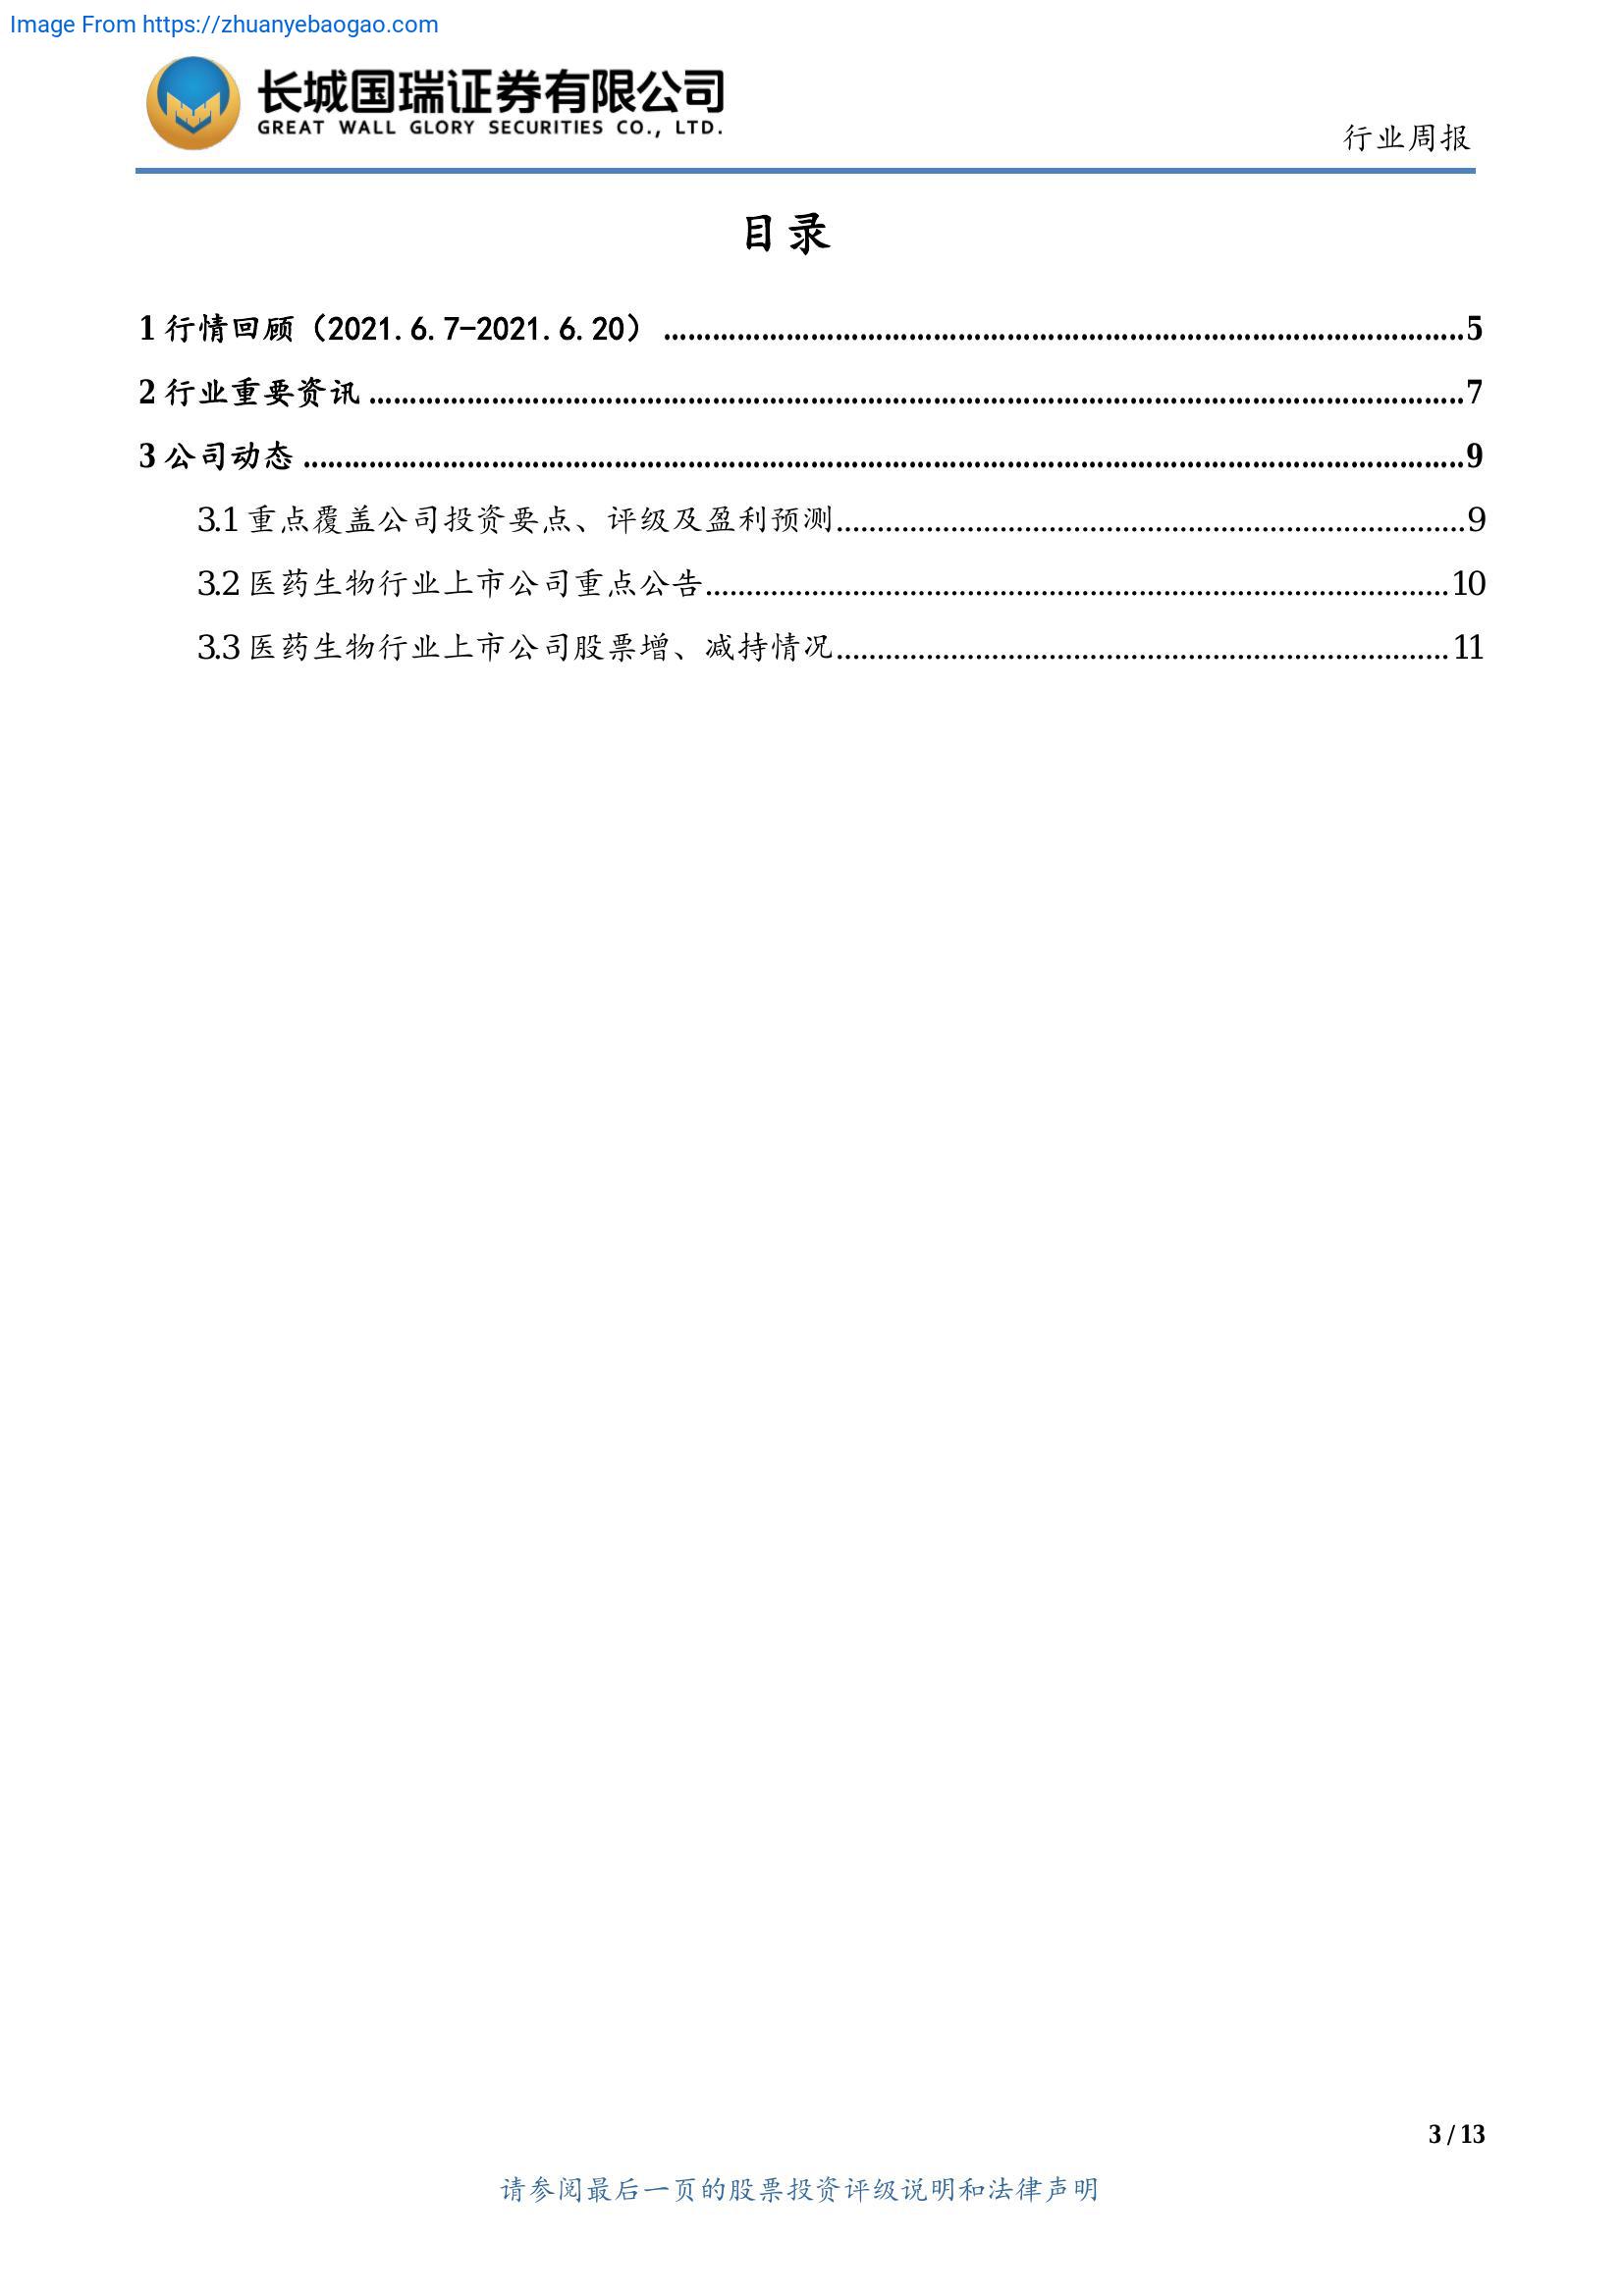 Image From https://zhuanyebaogao.com
长城国瑞证券有限公司
GREAT WALL GLORY SECURITIES CO., LTD.
行业周报
目录
1 行情回顾（2021.6.7-2021.6.20） ........................................................ 5
2 行业重要资讯 ........................................................ 7
3 公司动态 ........................................................ 9
3.1 重点覆盖公司投资要点、评级及盈利预测 ........................................................ 9
3.2 医药生物行业上市公司重点公告 ........................................................ 10
3.3 医药生物行业上市公司股票增、减持情况 ........................................................ 11
3 / 13
请参阅最后一页的股票投资评级说明和法律声明